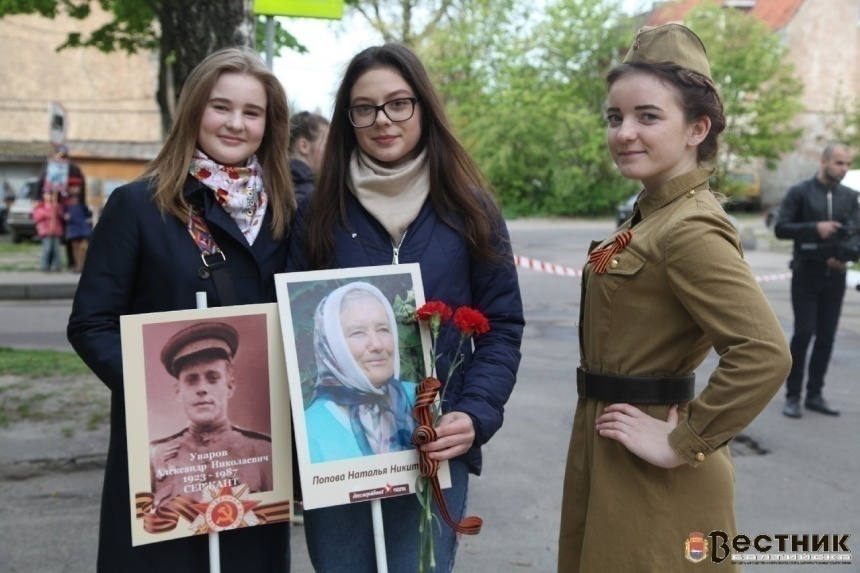 Уваров
Александр Николаевич
1923-1987
СЕРЖАНТ
Попова Наталья Никит
бессмертный полк
Вестник